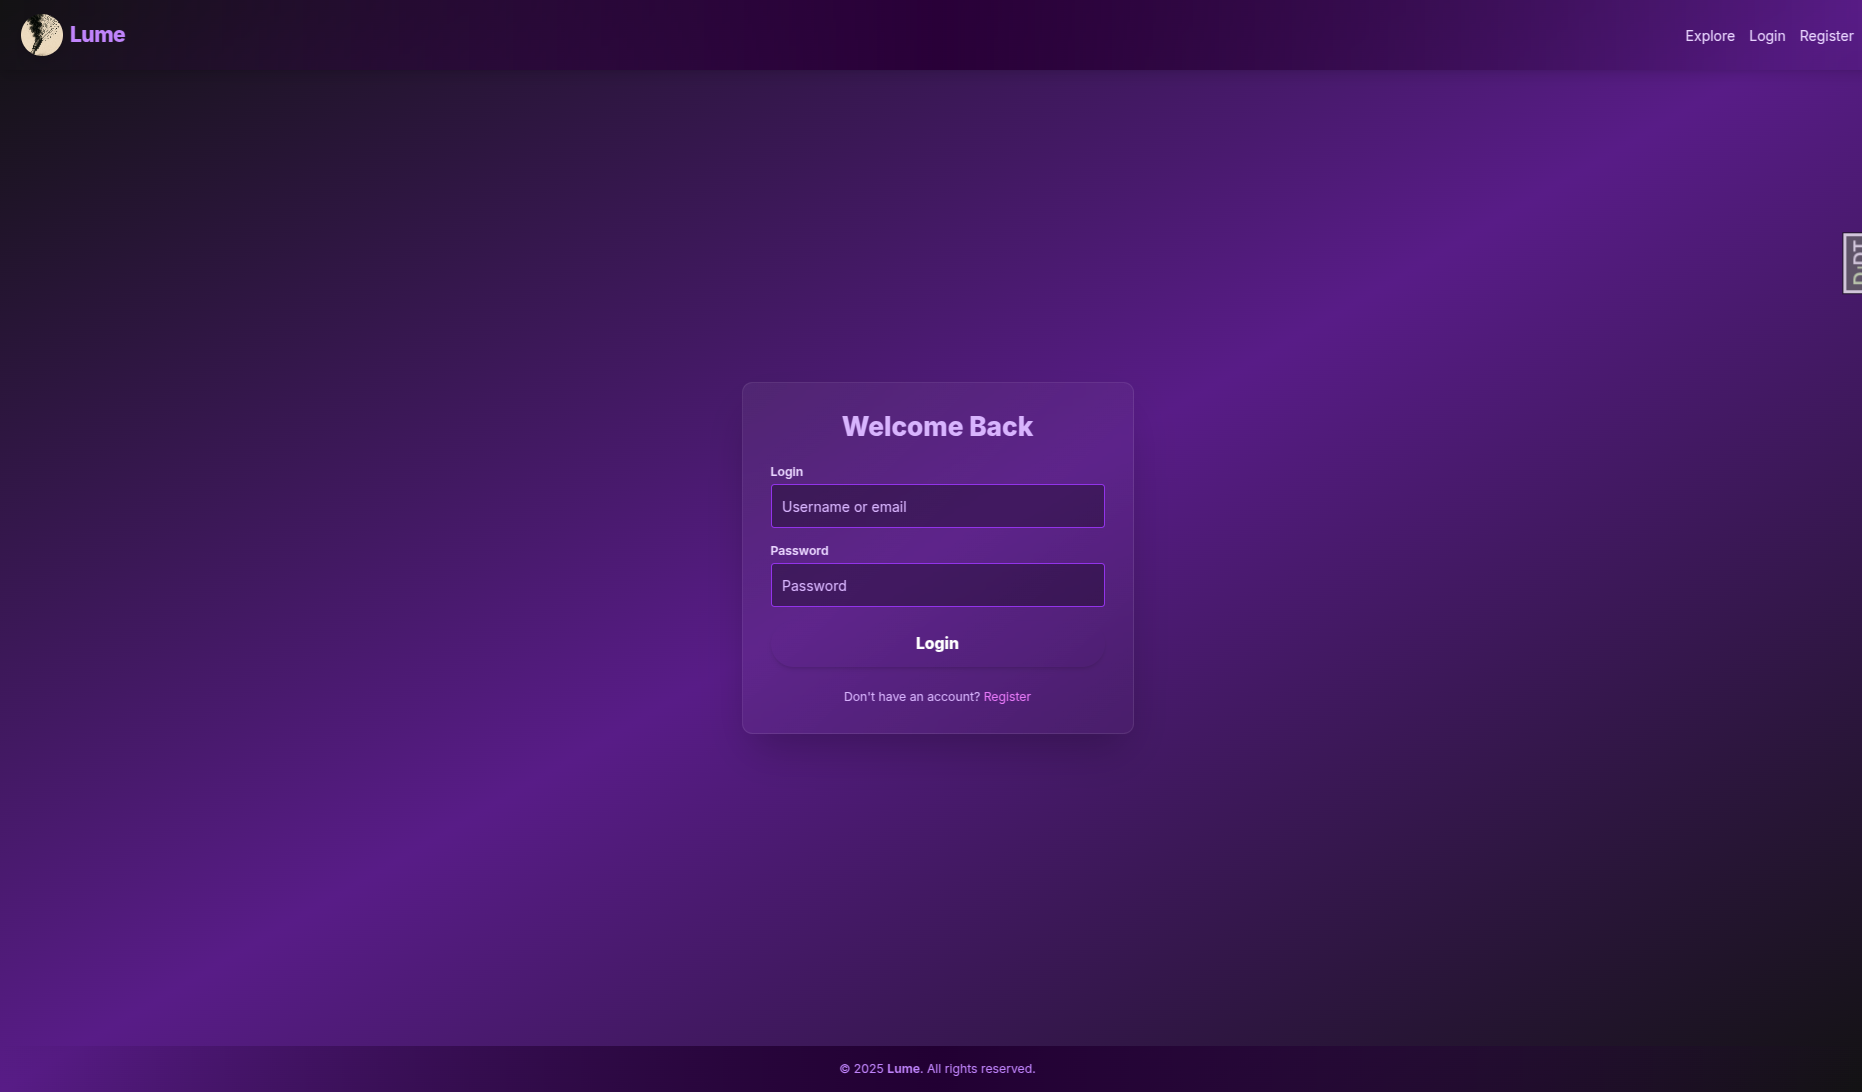 Lume
Explore Login Register
DjDT
Welcome Back
Login
Username or email
Password
Password
Login
Don't have an account? Register
© 2025 Lume. All rights reserved.